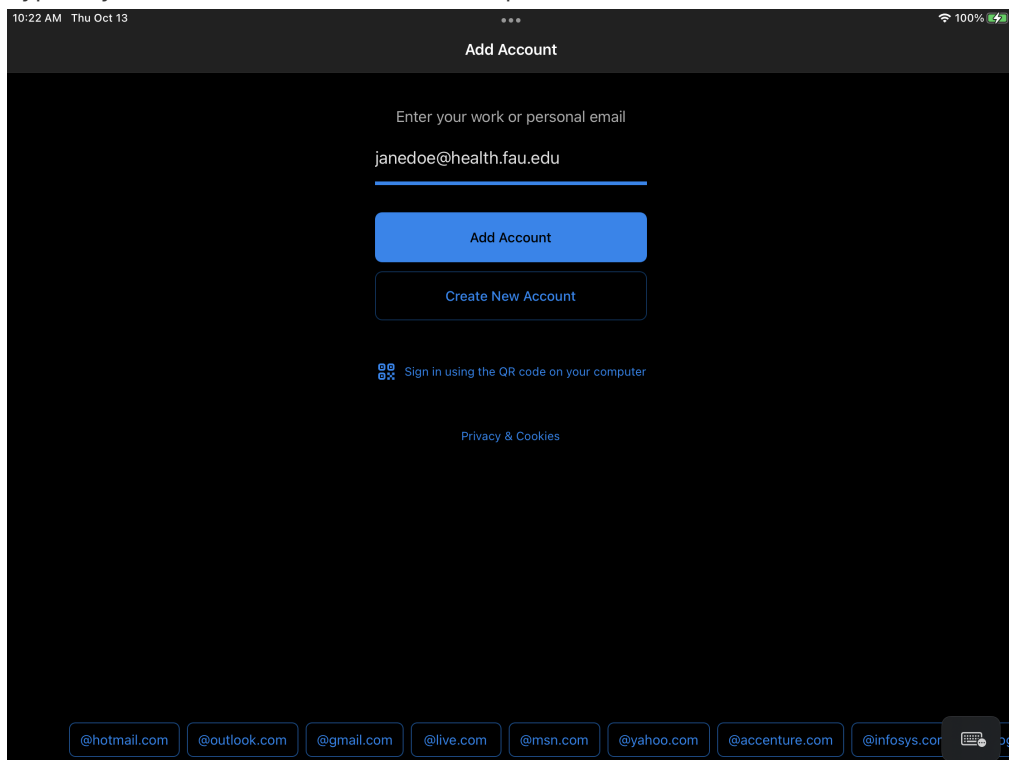 10:22 AM Thu Oct 13
100%
Add Account
Enter your work or personal email
janedoe@health.fau.edu
Add Account
Create New Account
Sign in using the QR code on your computer
Privacy & Cookies
@hotmail.com @outlook.com @gmail.com @live.com @msn.com @yahoo.com @accenture.com